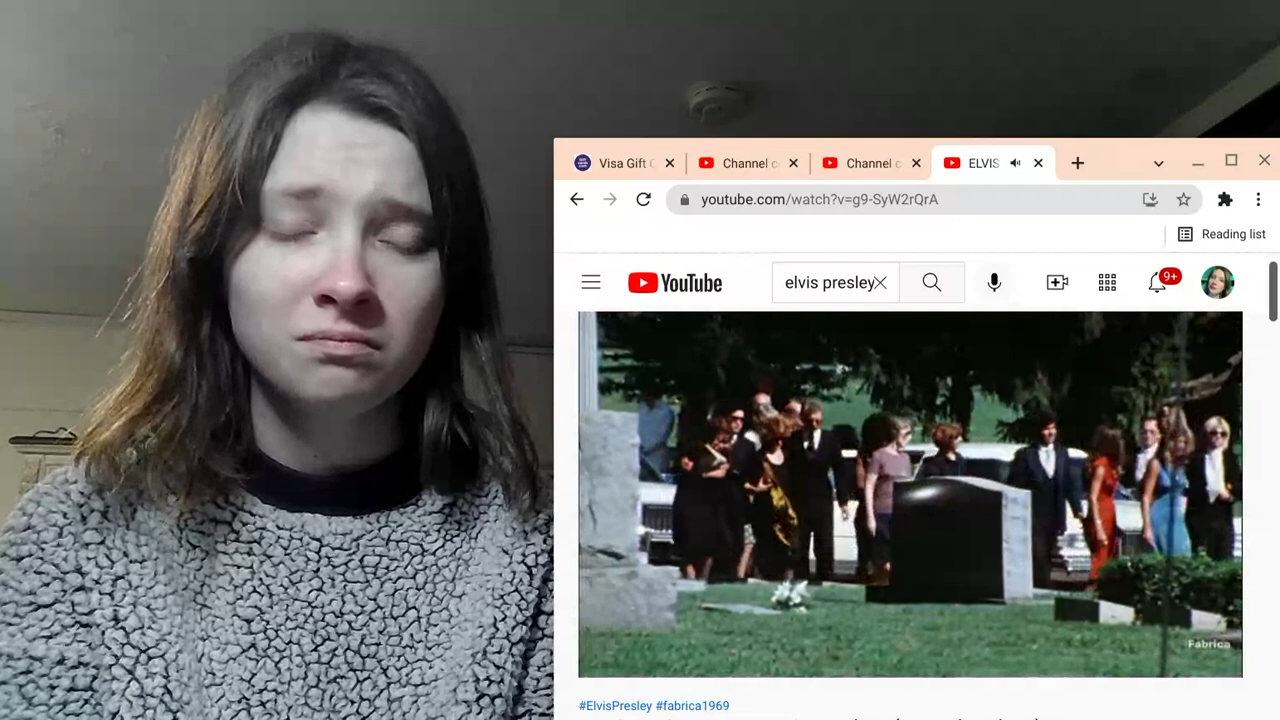 Visa Gift
Channel c
Channel c
ELVIS
youtube.com/watch?v=g9-SyW2rQrA
Reading list
YouTube
elvis presley
9+
Fabrica
#ElvisPresley #fabrica1969